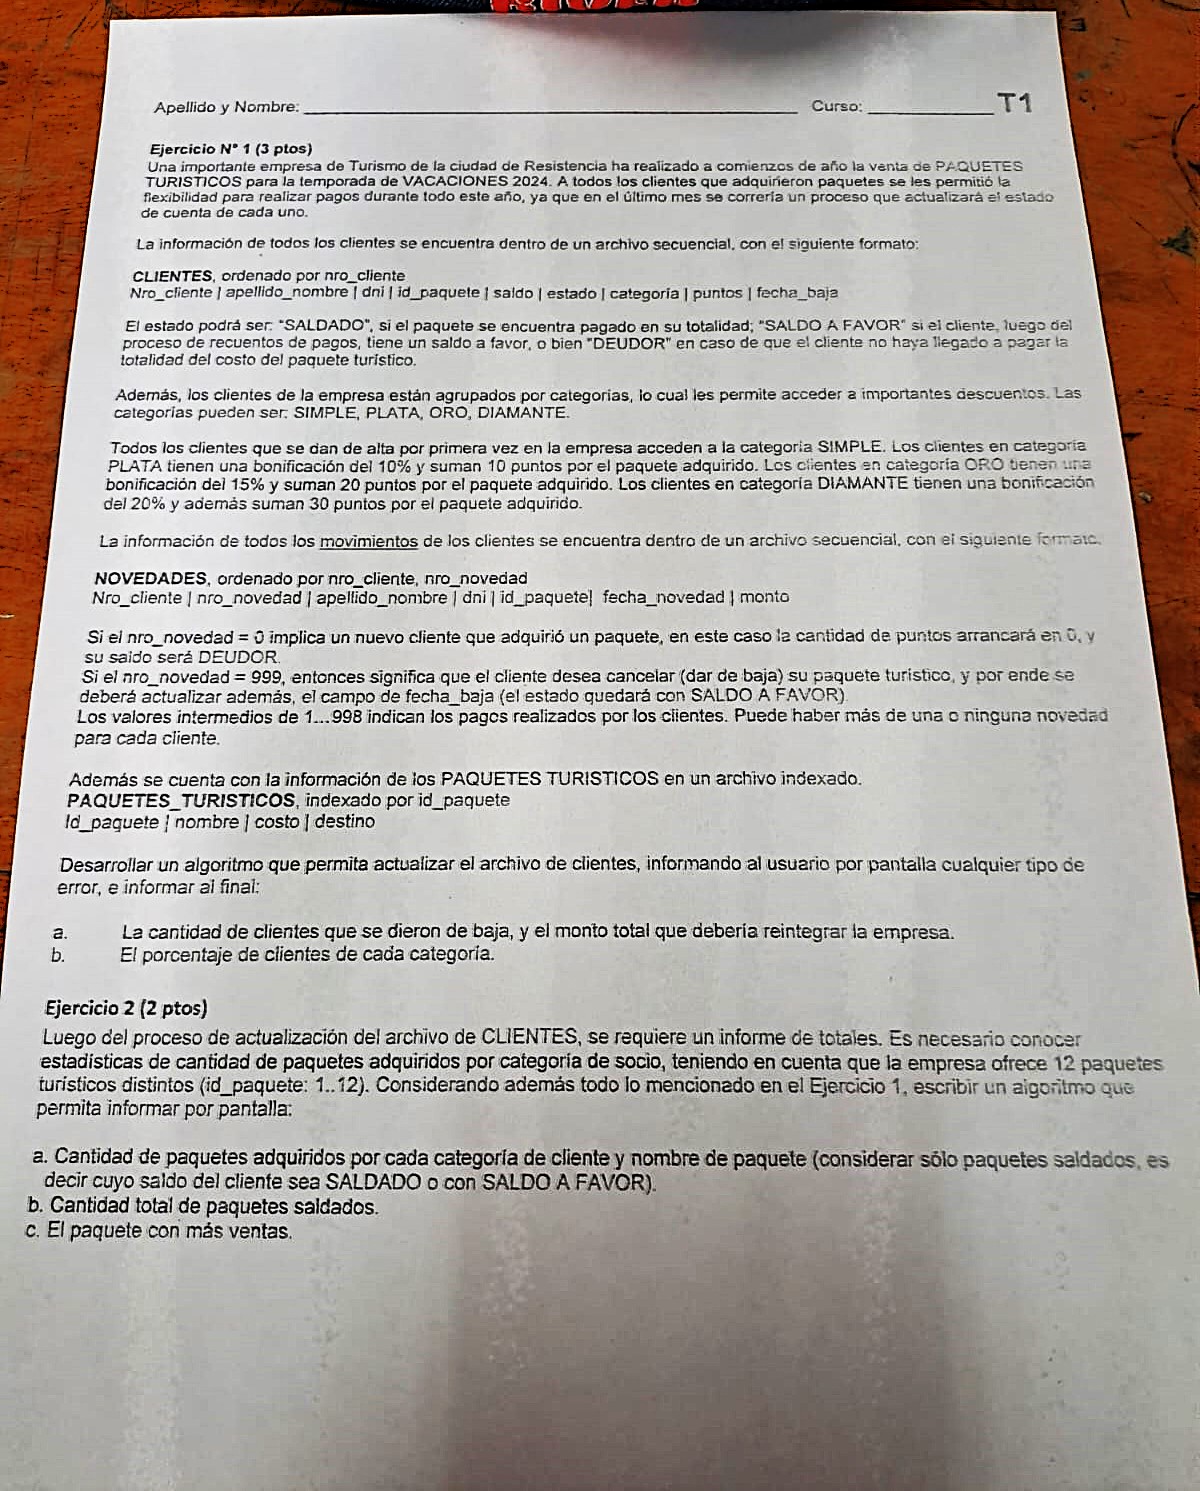 Apellido y Nombre: Curso: T1
Ejercicio N° 1 (3 ptos)
Una importante empresa de Turismo de la ciudad de Resistencia ha realizado a comienzos de año la venta de PAQUETES
TURISTICOS para la temporada de VACACIONES 2024. A todos los clientes que adquirieron paquetes se les permitió la
flexibilidad para realizar pagos durante todo este año, ya que en el último mes se correría un proceso que actualizará el estado
de cuenta de cada uno.
La información de todos los clientes se encuentra dentro de un archivo secuencial, con el siguiente formato:
CLIENTES, ordenado por nro_cliente
Nro_cliente | apellido_nombre | dni | id_paquete | saldo | estado | categoría | puntos | fecha_baja
El estado podrá ser: "SALDADO", si el paquete se encuentra pagado en su totalidad; "SALDO A FAVOR" si el cliente, luego del
proceso de recuentos de pagos, tiene un saldo a favor, o bien "DEUDOR" en caso de que el cliente no haya llegado a pagar la
totalidad del costo del paquete turístico.
Además, los clientes de la empresa están agrupados por categorías, lo cual les permite acceder a importantes descuentos. Las
categorías pueden ser: SIMPLE, PLATA, ORO, DIAMANTE.
Todos los clientes que se dan de alta por primera vez en la empresa acceden a la categoría SIMPLE. Los clientes en categoría
PLATA tienen una bonificación del 10% y suman 10 puntos por el paquete adquirido. Los clientes en categoría ORO tienen una
bonificación del 15% y suman 20 puntos por el paquete adquirido. Los clientes en categoría DIAMANTE tienen una bonificación
del 20% y además suman 30 puntos por el paquete adquirido.
La información de todos los movimientos de los clientes se encuentra dentro de un archivo secuencial, con el siguiente formato.
NOVEDADES, ordenado por nro_cliente, nro_novedad
Nro_cliente | nro_novedad | apellido_nombre | dni | id_paquete| fecha_novedad | monto
Si el nro_novedad = 0 implica un nuevo cliente que adquirió un paquete, en este caso la cantidad de puntos arrancará en 0, y
su saldo será DEUDOR.
Si el nro_novedad = 999, entonces significa que el cliente desea cancelar (dar de baja) su paquete turístico, y por ende se
deberá actualizar además, el campo de fecha_baja (el estado quedará con SALDO A FAVOR)
Los valores intermedios de 1...998 indican los pagos realizados por los clientes. Puede haber más de una o ninguna novedad
para cada cliente.
Además se cuenta con la información de los PAQUETES TURISTICOS en un archivo indexado.
PAQUETES_TURISTICOS, indexado por id_paquete
Id_paquete | nombre | costo | destino
Desarrollar un algoritmo que permita actualizar el archivo de clientes, informando al usuario por pantalla cualquier tipo de
error, e informar al final:
a. La cantidad de clientes que se dieron de baja, y el monto total que debería reintegrar la empresa.
b. El porcentaje de clientes de cada categoría.
Ejercicio 2 (2 ptos)
Luego del proceso de actualización del archivo de CLIENTES, se requiere un informe de totales. Es necesario conocer
estadísticas de cantidad de paquetes adquiridos por categoría de socio, teniendo en cuenta que la empresa ofrece 12 paquetes
turísticos distintos (id_paquete: 1..12). Considerando además todo lo mencionado en el Ejercicio 1, escribir un algoritmo que
permita informar por pantalla:
a. Cantidad de paquetes adquiridos por cada categoría de cliente y nombre de paquete (considerar sólo paquetes saldados, es
decir cuyo saldo del cliente sea SALDADO o con SALDO A FAVOR).
b. Cantidad total de paquetes saldados.
c. El paquete con más ventas.